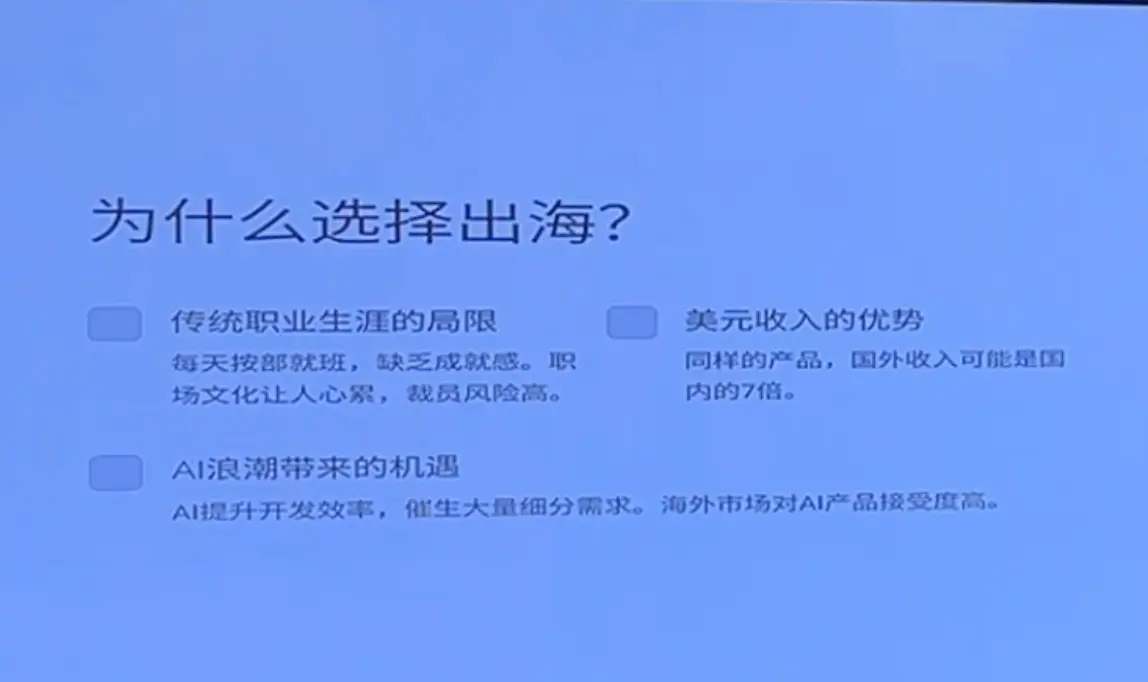 为什么选择出海?
传统职业生涯的局限
每天按部就班，缺乏成就感。职
场文化让人心累，裁员风险高。
美元收入的优势
同样的产品，国外收入可能是国
内的7倍。
AI浪潮带来的机遇
AI提升开发效率，催生大量细分需求。海外市场对AI产品接受度高。